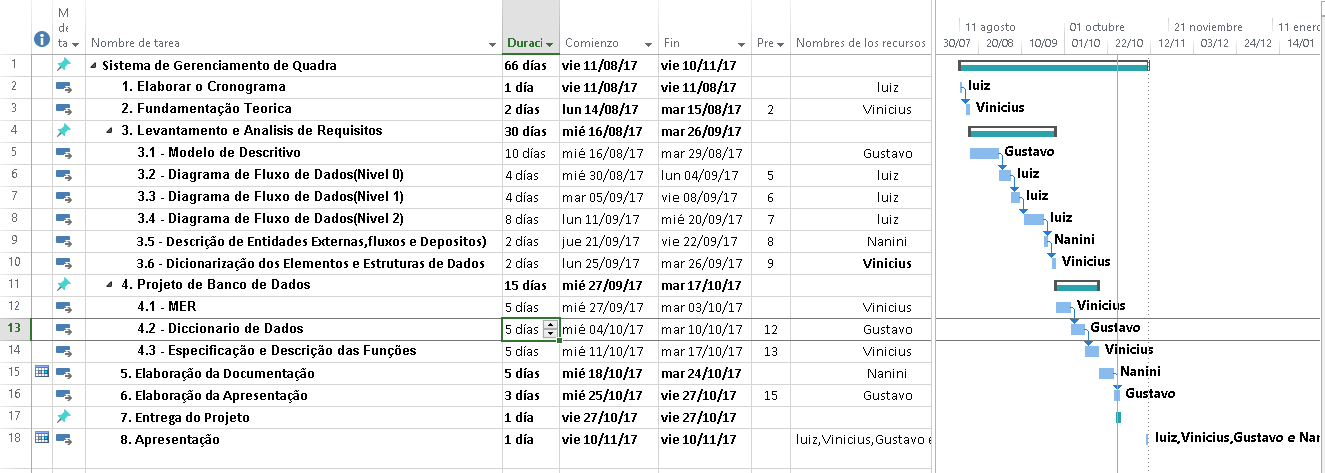 M
de
ta
Nombre de tarea Duraci Comienzo Fin Pre Nombres de los recursos
11 agosto 01 octubre 21 noviembre 11 enero
30/07 20/08 10/09 01/10 22/10 12/11 03/12 24/12 14/01
1 Sistema de Gerenciamento de Quadra 66 días vie 11/08/17 vie 10/11/17
2 1. Elaborar o Cronograma 1 día vie 11/08/17 vie 11/08/17 luiz luiz
3 2. Fundamentação Teorica 2 días lun 14/08/17 mar 15/08/17 2 Vinicius Vinicius
4 3. Levantamento e Analisis de Requisitos 30 días mié 16/08/17 mar 26/09/17
5 3.1 - Modelo de Descritivo 10 días mié 16/08/17 mar 29/08/17 Gustavo Gustavo
6 3.2 - Diagrama de Fluxo de Dados(Nivel 0) 4 días mié 30/08/17 lun 04/09/17 5 luiz luiz
7 3.3 - Diagrama de Fluxo de Dados(Nivel 1) 4 días mar 05/09/17 vie 08/09/17 6 luiz luiz
8 3.4 - Diagrama de Fluxo de Dados(Nivel 2) 8 días lun 11/09/17 mié 20/09/17 7 luiz luiz
9 3.5 - Descrição de Entidades Externas,fluxos e Depositos) 2 días jue 21/09/17 vie 22/09/17 8 Nanini Nanini
10 3.6 - Dicionarização dos Elementos e Estruturas de Dados 2 días lun 25/09/17 mar 26/09/17 9 Vinicius Vinicius
11 4. Projeto de Banco de Dados 15 días mié 27/09/17 mar 17/10/17
12 4.1 - MER 5 días mié 27/09/17 mar 03/10/17 Vinicius Vinicius
13 4.2 - Diccionario de Dados 5 días mié 04/10/17 mar 10/10/17 12 Gustavo Gustavo
14 4.3 - Especificação e Descrição das Funções 5 días mié 11/10/17 mar 17/10/17 13 Vinicius Vinicius
15 5. Elaboração da Documentação 5 días mié 18/10/17 mar 24/10/17 Nanini Nanini
16 6. Elaboração da Apresentação 3 días mié 25/10/17 vie 27/10/17 15 Gustavo Gustavo
17 7. Entrega do Projeto 1 día vie 27/10/17 vie 27/10/17
18 8. Apresentação 1 día vie 10/11/17 vie 10/11/17 luiz,Vinicius,Gustavo e luiz,Vinicius,Gustavo e Nan